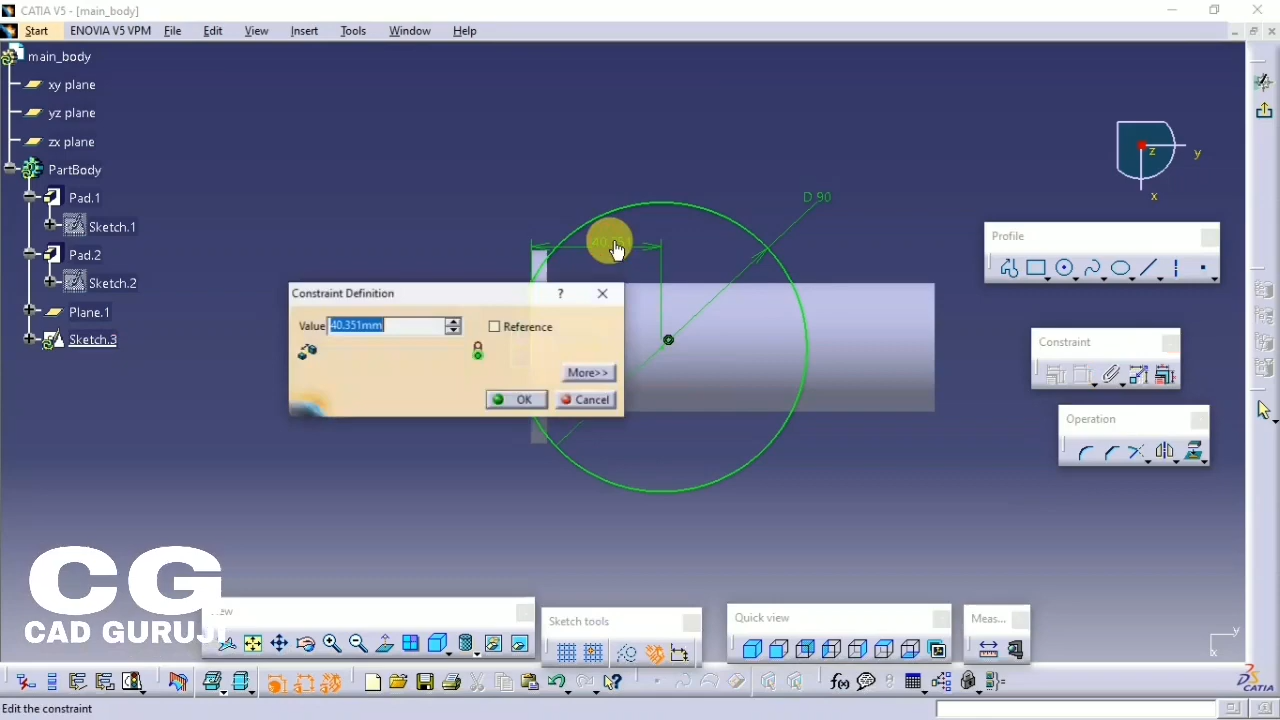 CATIA V5 - [main_body]
Start ENOVIA V5 VPM File Edit View Insert Tools Window Help
main_body
xy plane
yz plane
zx plane
PartBody
Pad.1
Sketch.1
Pad.2
Sketch.2
Plane.1
Sketch.3
D 90
z
y
x
Profile
Constraint Definition
?
Value 40.351mm
Reference
More>>
OK Cancel
Constraint
Operation
CG
CAD GURUJI
Sketch tools
Quick view
Meas...
y
x
f(x)
CATIA
Edit the constraint